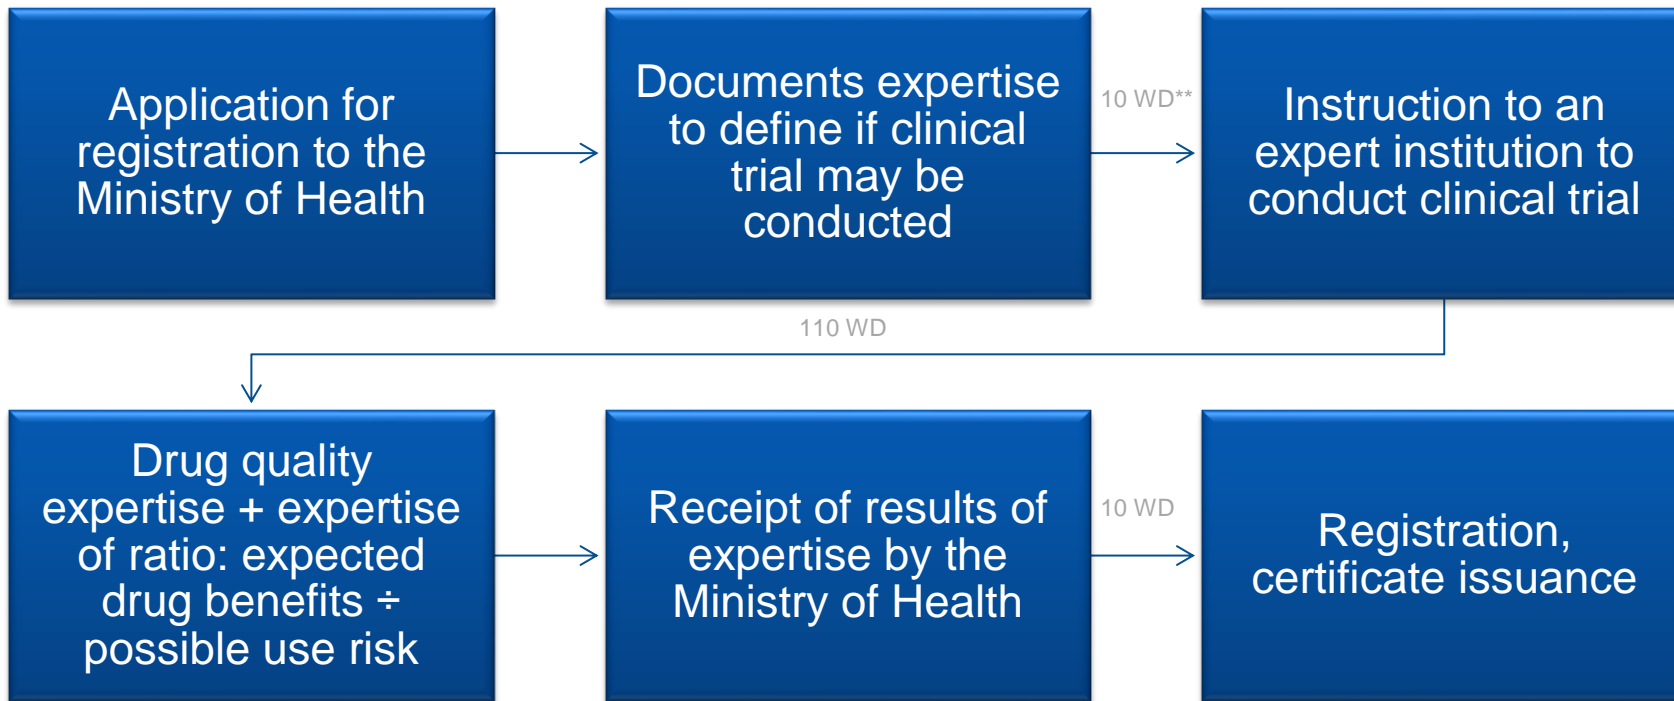 Application for
registration to the
Ministry of Health
Documents expertise
to define if clinical
trial may be
conducted
10 WD**
Instruction to an
expert institution to
conduct clinical trial
110 WD
Drug quality
expertise + expertise
of ratio: expected
drug benefits ÷
possible use risk
Receipt of results of
expertise by the
Ministry of Health
10 WD
Registration,
certificate issuance